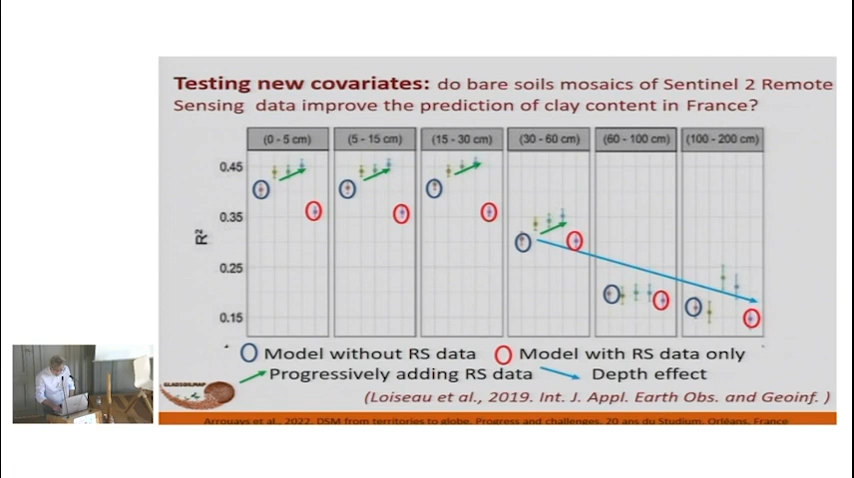 Testing new covariates: do bare soils mosaics of Sentinel 2 Remote
Sensing data improve the prediction of clay content in France?
(0 - 5 cm) (5 - 15 cm) (15 - 30 cm) (30 - 60 cm) (60 - 100 cm) (100 - 200 cm)
0.45
0.35
R²
0.25
0.15
Model without RS data Model with RS data only
Progressively adding RS data Depth effect
GLADSOILMAP
(Loiseau et al., 2019. Int. J. Appl. Earth Obs. and Geoinf. )
Arrouays et al., 2022. DSM from territories to globe. Progress and challenges. 20 ans du Studium, Orléans, France